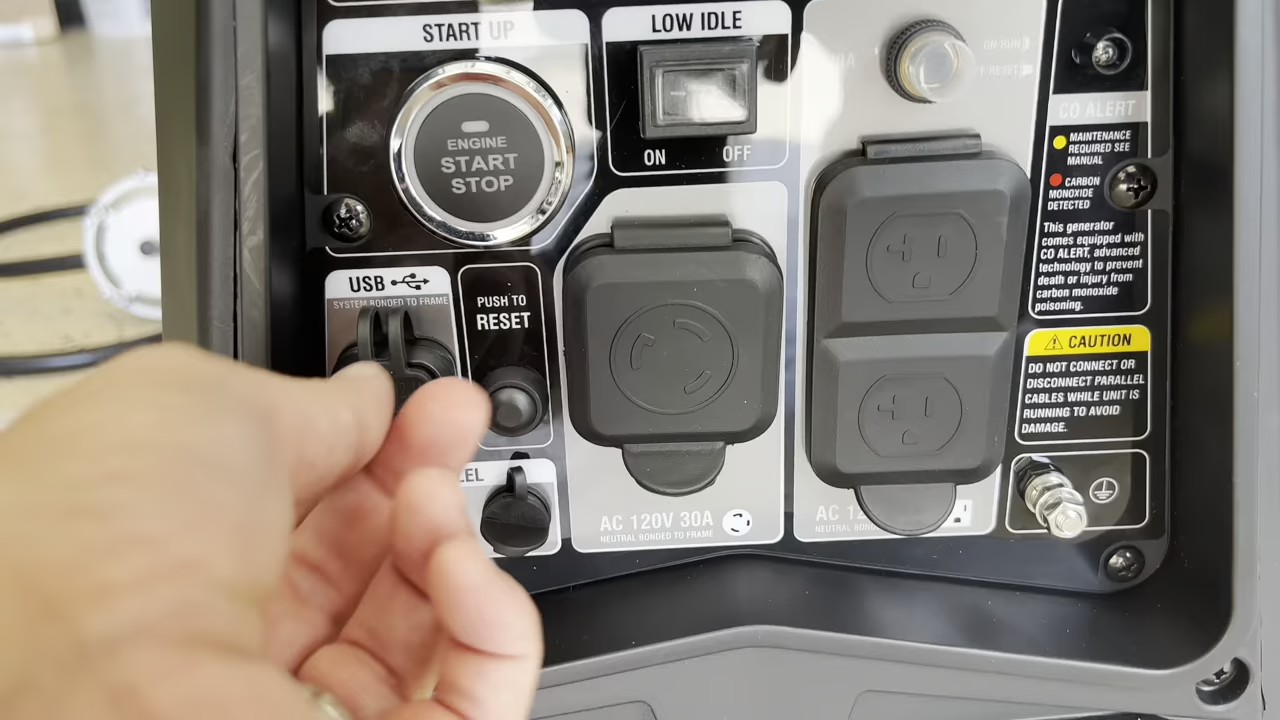 START UP
ENGINE
START
STOP
LOW IDLE
ON
OFF
USB
SYSTEM BONDED TO FRAME
PUSH TO
RESET
AC 120V 30A
NEUTRAL BONDED TO FRAME
AC
NEUTRAL
CO ALERT
MAINTENANCE
REQUIRED SEE
MANUAL
CARBON
MONOXIDE
DETECTED
This generator
comes equipped with
CO ALERT, advanced
technology to prevent
death or injury from
carbon monoxide
poisoning.
CAUTION
DO NOT CONNECT OR
DISCONNECT PARALLEL
CABLES WHILE UNIT IS
RUNNING TO AVOID
DAMAGE.